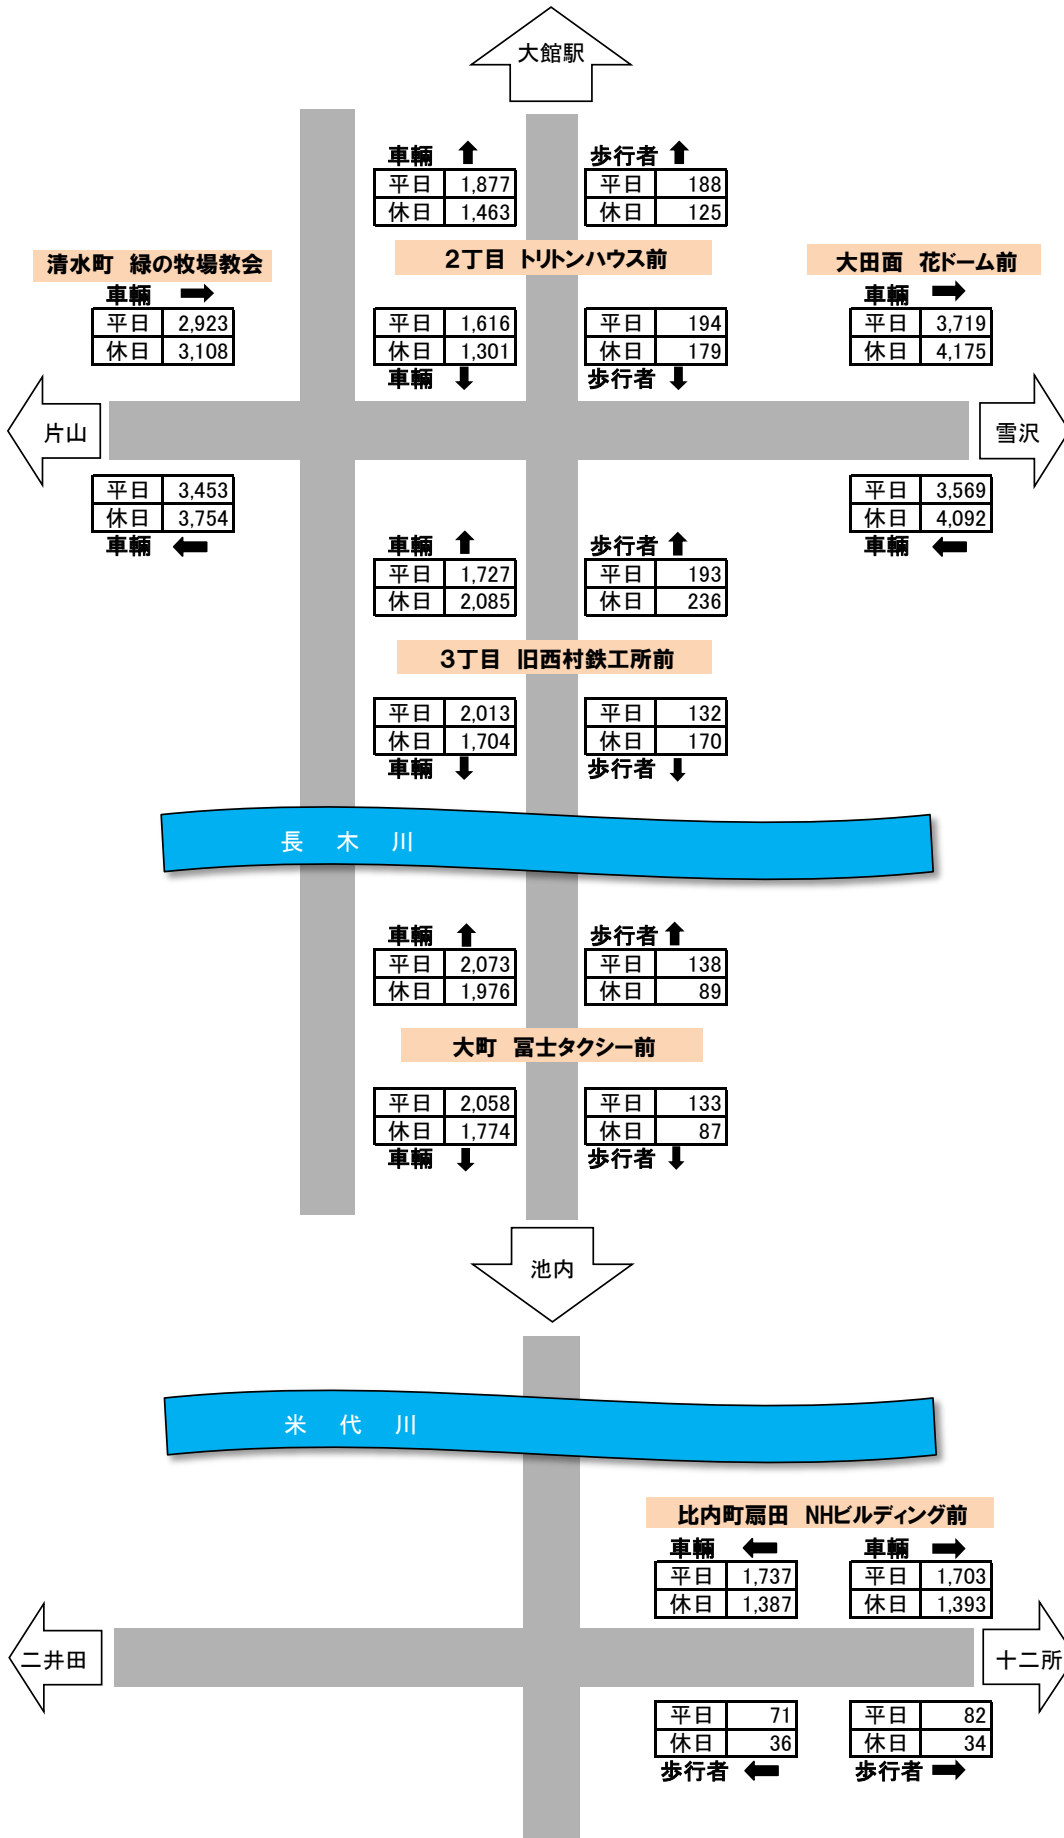 大館駅
車輛
平日 1,877
休日 1,463
歩行者
平日 188
休日 125
清水町 緑の牧場教会
車輛
平日 2,923
休日 3,108
2丁目 トリトンハウス前
平日 1,616
休日 1,301
車輛
平日 194
休日 179
歩行者
大田面 花ドーム前
車輛
平日 3,719
休日 4,175
片山
雪沢
平日 3,453
休日 3,754
車輛
平日 3,569
休日 4,092
車輛
車輛
平日 1,727
休日 2,085
歩行者
平日 193
休日 236
3丁目 旧西村鉄工所前
平日 2,013
休日 1,704
車輛
平日 132
休日 170
歩行者
長木川
車輛
平日 2,073
休日 1,976
歩行者
平日 138
休日 89
大町 冨士タクシー前
平日 2,058
休日 1,774
車輛
平日 133
休日 87
歩行者
池内
米代川
比内町扇田 NHビルディング前
車輛
平日 1,737
休日 1,387
車輛
平日 1,703
休日 1,393
二井田
十二所
平日 71
休日 36
歩行者
平日 82
休日 34
歩行者